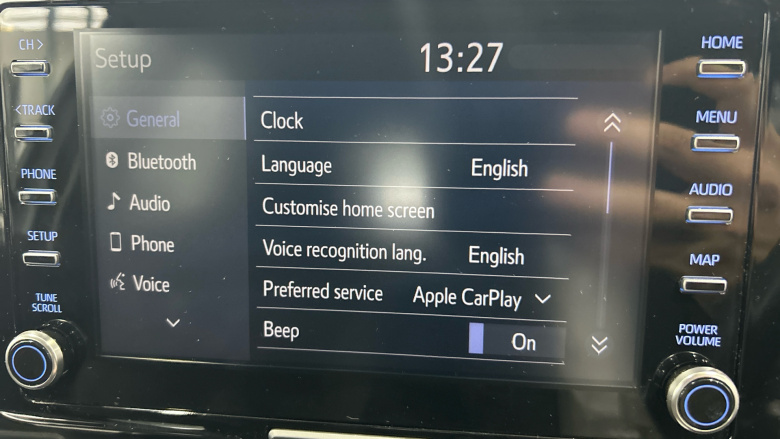 CH >
< TRACK
PHONE
SETUP
TUNE
SCROLL
Setup
13:27
General
Bluetooth
Audio
Phone
Voice
Clock
Language English
Customise home screen
Voice recognition lang. English
Preferred service Apple CarPlay
Beep On
HOME
MENU
AUDIO
MAP
POWER
VOLUME